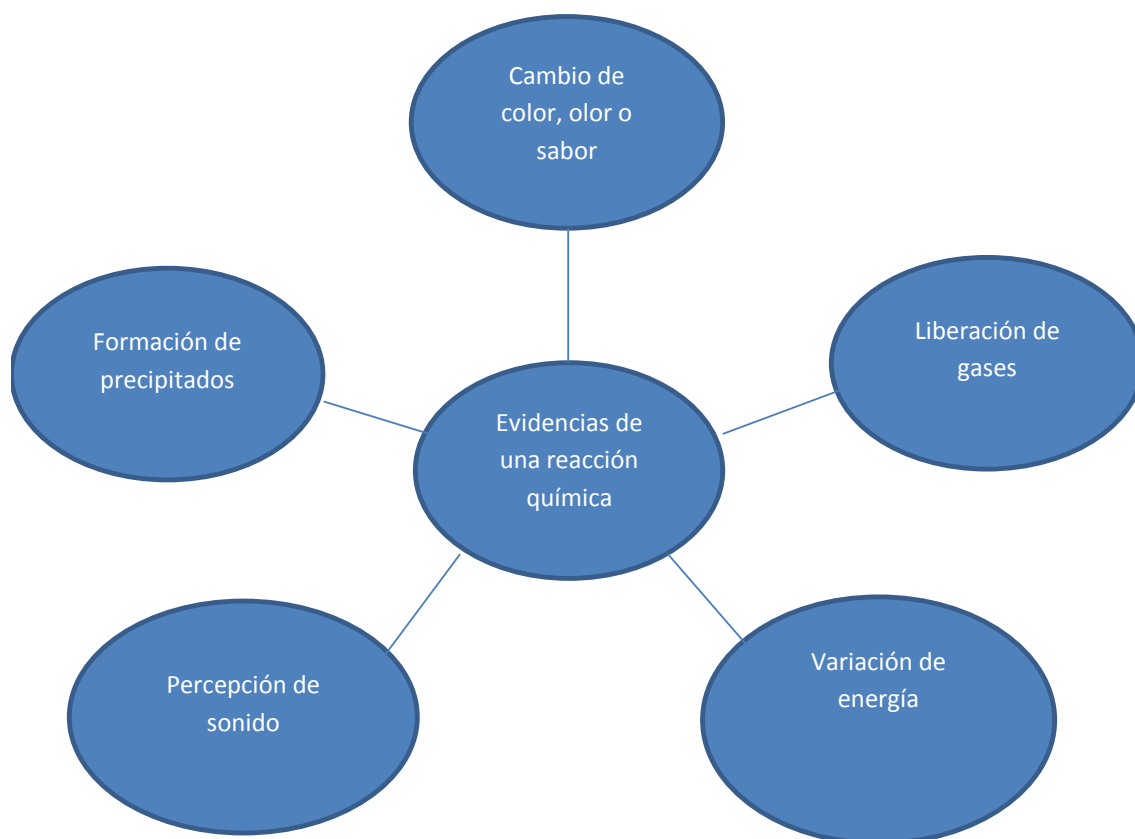 Cambio de
color, olor o
sabor
Formación de
precipitados
Liberación de
gases
Evidencias de
una reacción
química
Percepción de
sonido
Variación de
energía